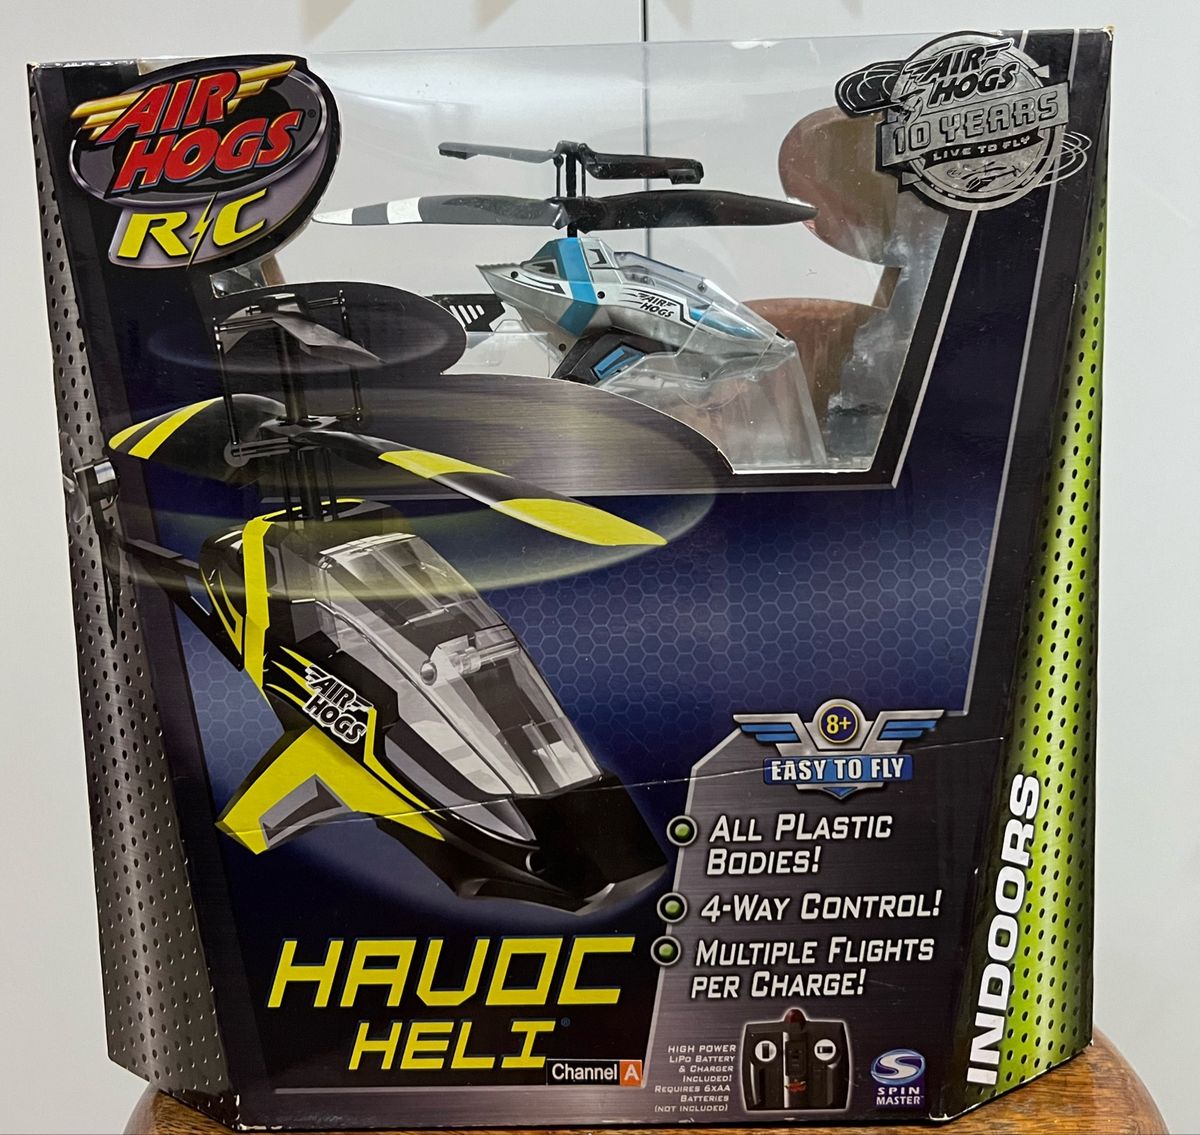 AIR
HOGS
R/C
AIR
HOGS
10 YEARS
LIVE TO FLY
AIR
HOGS
AIR
HOGS
8+
EASY TO FLY
ALL PLASTIC
BODIES!
4-WAY CONTROL!
MULTIPLE FLIGHTS
PER CHARGE!
HAVOC
HELI
Channel A
HIGH POWER
LIPO BATTERY
& CHARGER
INCLUDED!
REQUIRES 6XAA
BATTERIES
(NOT INCLUDED)
SPIN
MASTER™
INDOORS